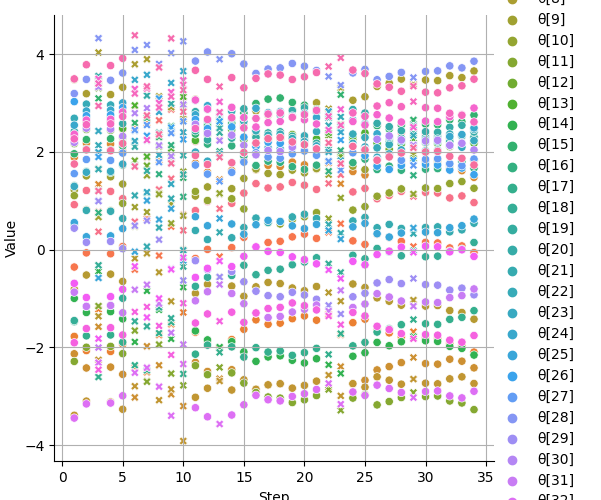 θ[8]
θ[9]
θ[10]
θ[11]
θ[12]
θ[13]
θ[14]
θ[15]
θ[16]
θ[17]
θ[18]
θ[19]
θ[20]
θ[21]
θ[22]
θ[23]
θ[24]
θ[25]
θ[26]
θ[27]
θ[28]
θ[29]
θ[30]
θ[31]
θ[32]
Value
4
2
0
−2
−4
0 5 10 15 20 25 30 35
Step